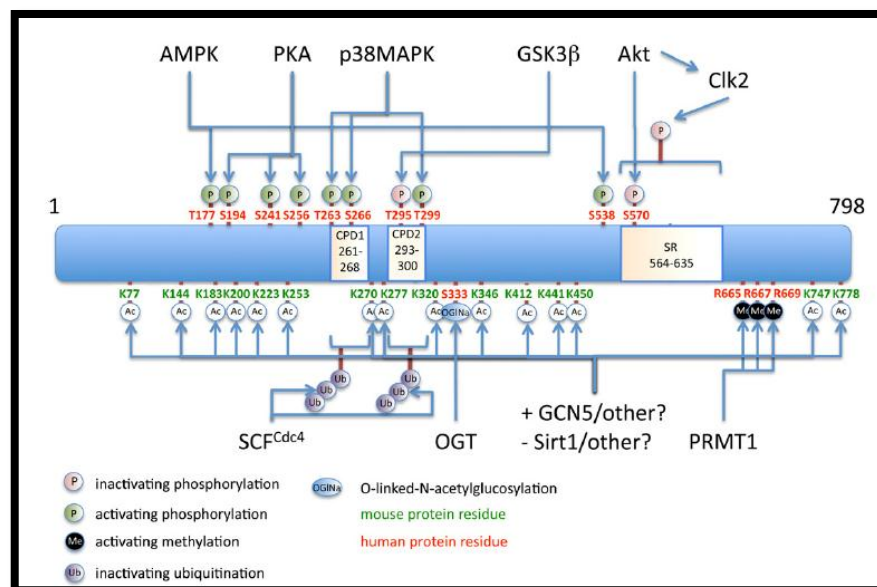 AMPK PKA p38MAPK GSK3β Akt
Clk2
P
P P P P P P P P P P
1 T177 S194 S241 S256 T263 S266 T295 T299 S538 S570 798
CPD1
261-
268
CPD2
293-
300
SR
564-635
K77 K144 K183 K200 K223 K253 K270 K277 K320 S333 K346 K412 K441 K450 R665 R667 R669 K747 K778
Ac Ac Ac Ac Ac Ac Ac Ac Ac OGlNa Ac Ac Ac Ac Me Me Me Ac Ac
Ub Ub
Ub Ub
Ub Ub
SCFCdc4 OGT + GCN5/other? PRMT1
- Sirt1/other?
P inactivating phosphorylation OGlNa O-linked-N-acetylglucosylation
P activating phosphorylation mouse protein residue
Me activating methylation human protein residue
Ub inactivating ubiquitination